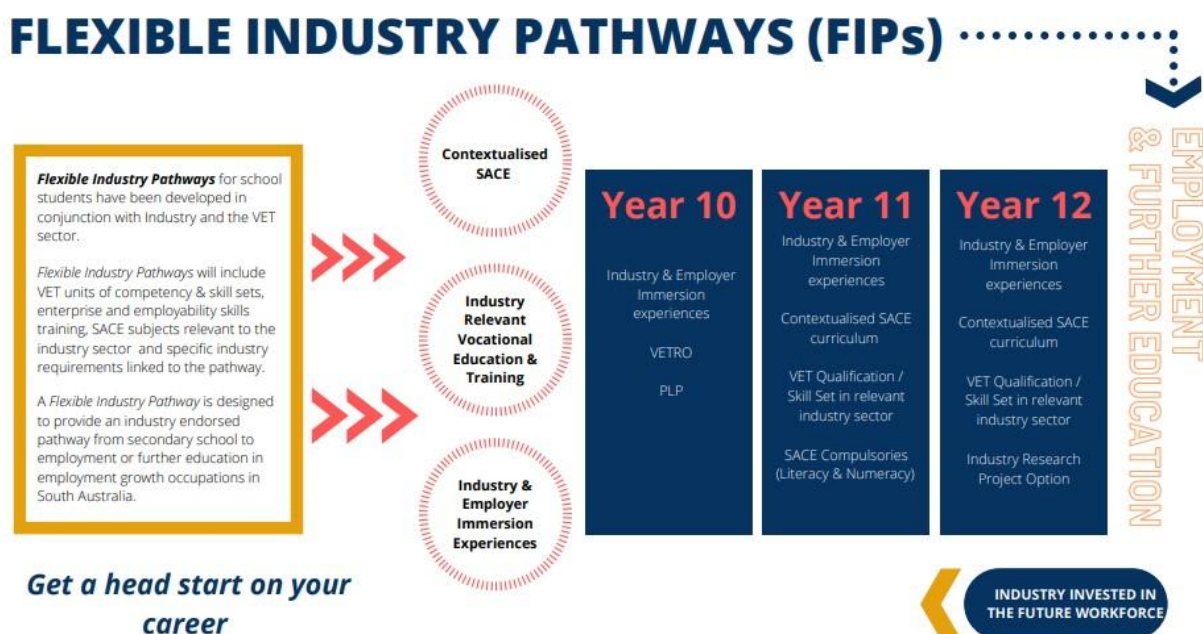 FLEXIBLE INDUSTRY PATHWAYS (FIPs)
Flexible Industry Pathways for school
students have been developed in
conjunction with Industry and the VET
sector.
Flexible Industry Pathways will include
VET units of competency & skill sets,
enterprise and employability skills
training, SACE subjects relevant to the
industry sector and specific industry
requirements linked to the pathway.
A Flexible Industry Pathway is designed
to provide an industry endorsed
pathway from secondary school to
employment or further education in
employment growth occupations in
South Australia.
Get a head start on your
career
Contextualised
SACE
Industry
Relevant
Vocational
Education &
Training
Industry &
Employer
Immersion
Experiences
Year 10
Industry & Employer
Immersion
experiences
VETRO
PLP
Year 11
Industry & Employer
Immersion
experiences
Contextualised SACE
curriculum
VET Qualification /
Skill Set in relevant
industry sector
SACE Compulsories
(Literacy & Numeracy)
Year 12
Industry & Employer
Immersion
experiences
Contextualised SACE
curriculum
VET Qualification /
Skill Set in relevant
industry sector
Industry Research
Project Option
EMPLOYMENT
& FURTHER EDUCATION
INDUSTRY INVESTED IN
THE FUTURE WORKFORCE